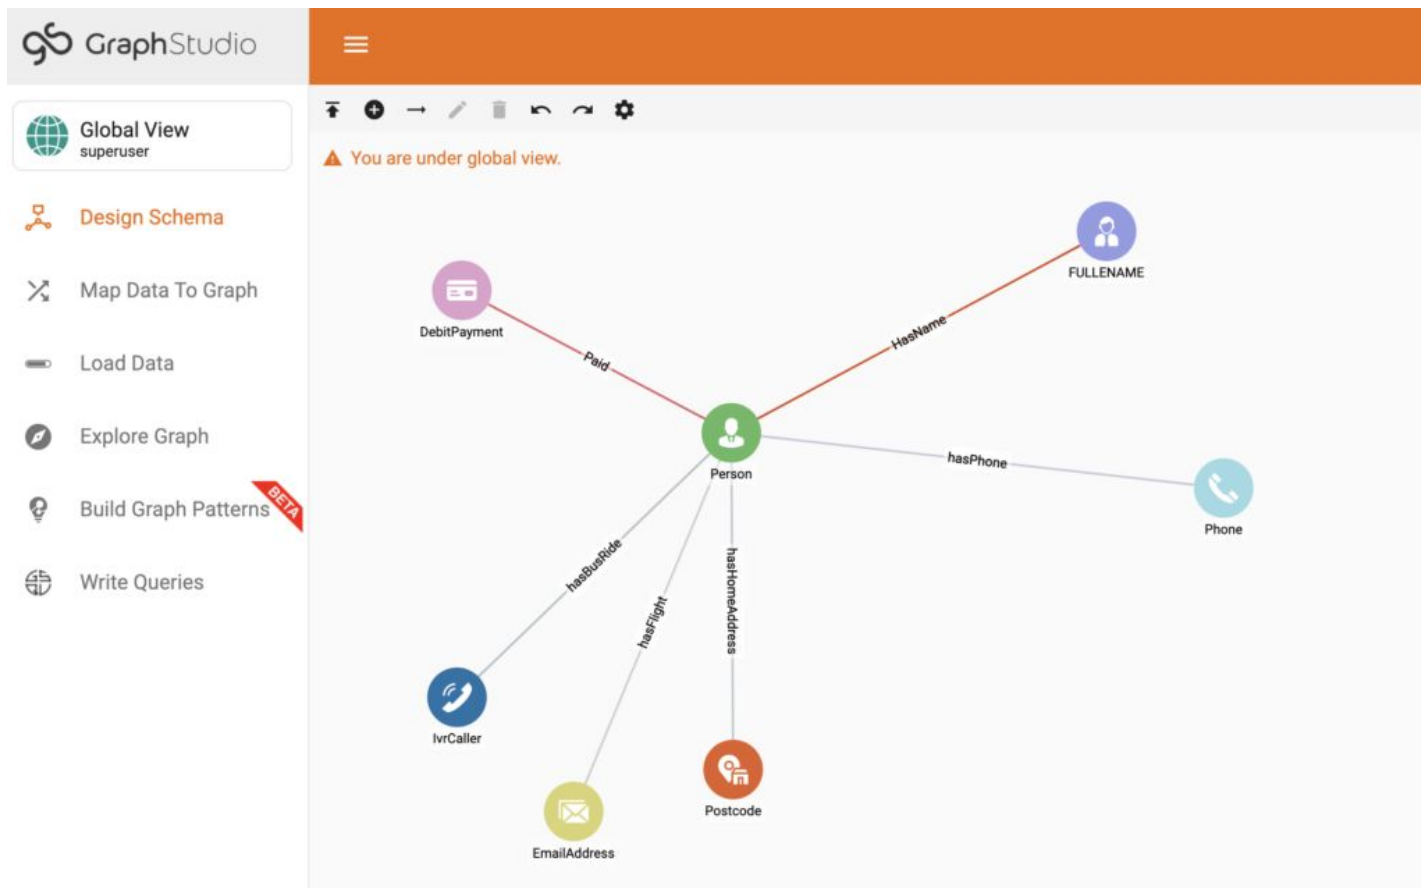 GraphStudio
Global View
superuser
You are under global view.
Design Schema
Map Data To Graph
Load Data
Explore Graph
Build Graph Patterns
BETA
Write Queries
FULLENAME
DebitPayment
HasName
Paid
Person
hasPhone
Phone
hasBusRide
hasFlight
hasHomeAddress
IvrCaller
Postcode
EmailAddress